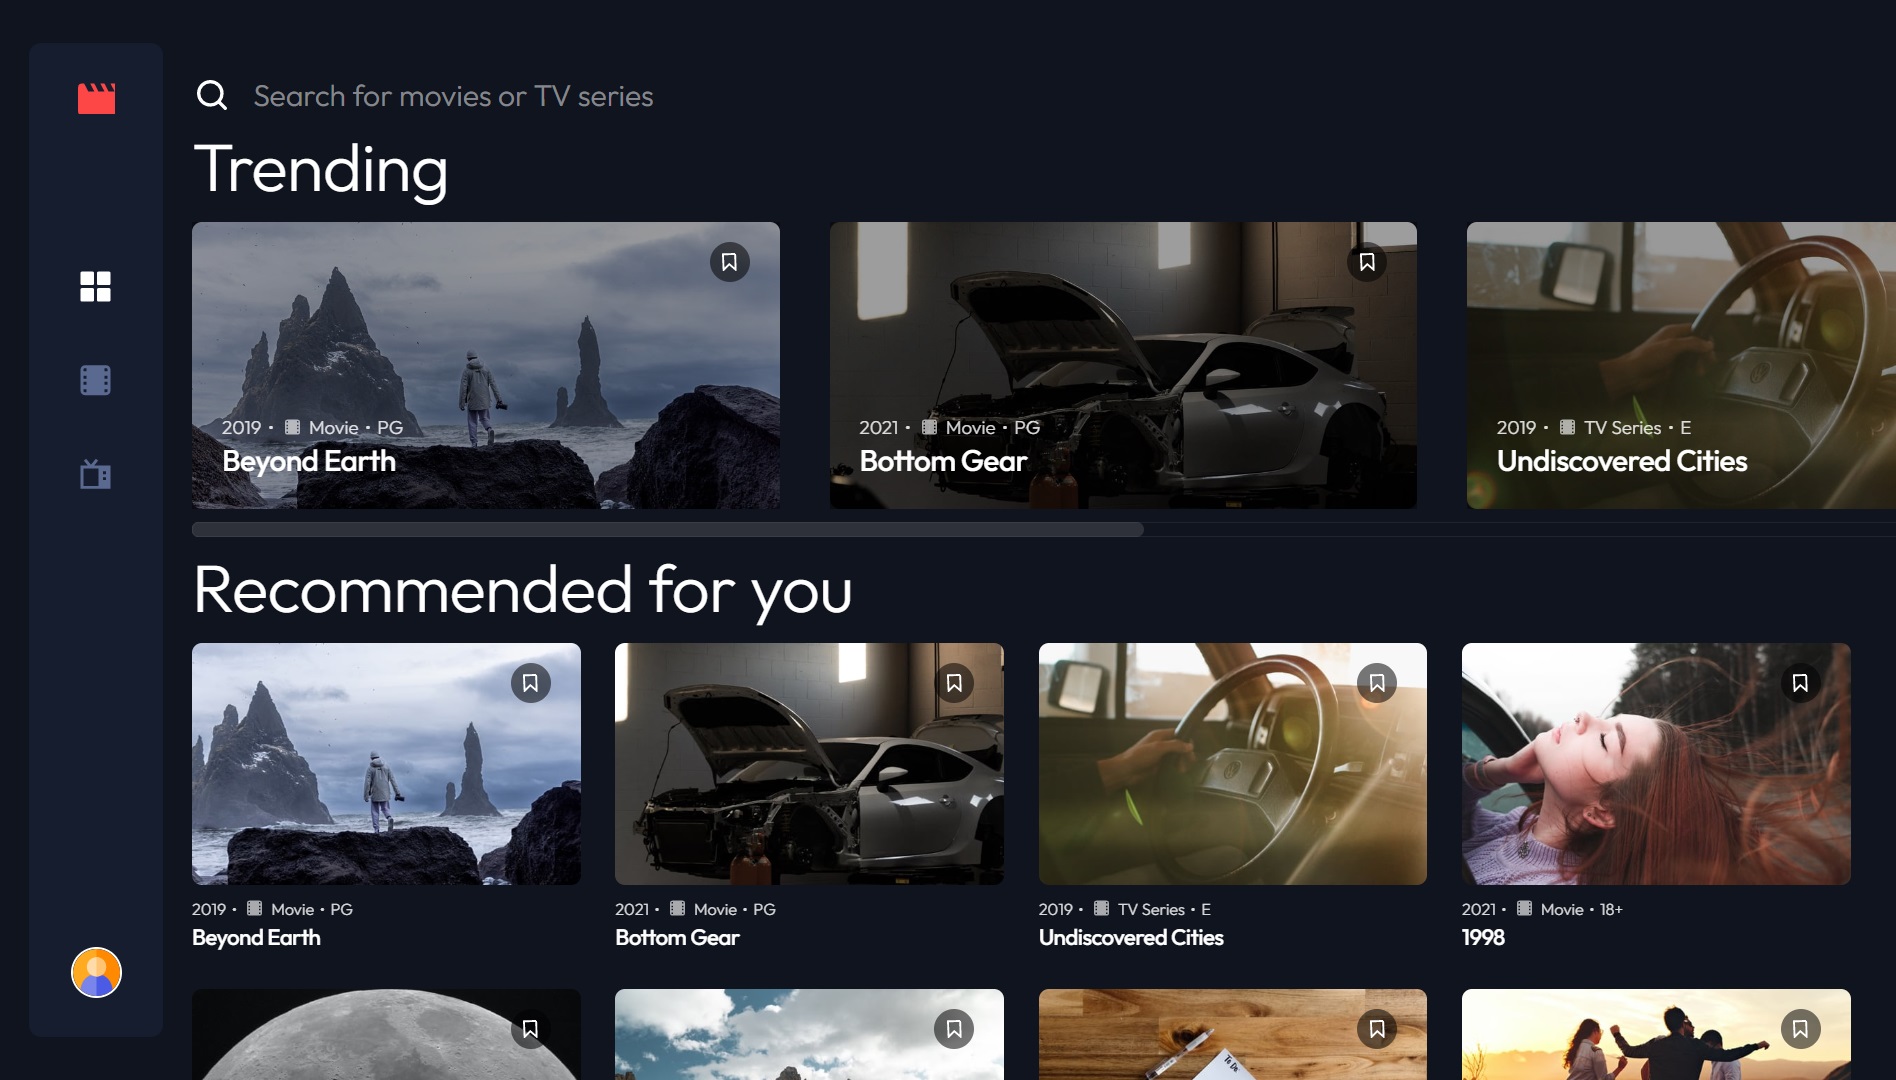 Search for movies or TV series
Trending
2019 • Movie • PG
Beyond Earth
2021 • Movie • PG
Bottom Gear
2019 • TV Series • E
Undiscovered Cities
Recommended for you
2019 • Movie • PG
Beyond Earth
2021 • Movie • PG
Bottom Gear
2019 • TV Series • E
Undiscovered Cities
2021 • Movie • 18+
1998
To Do